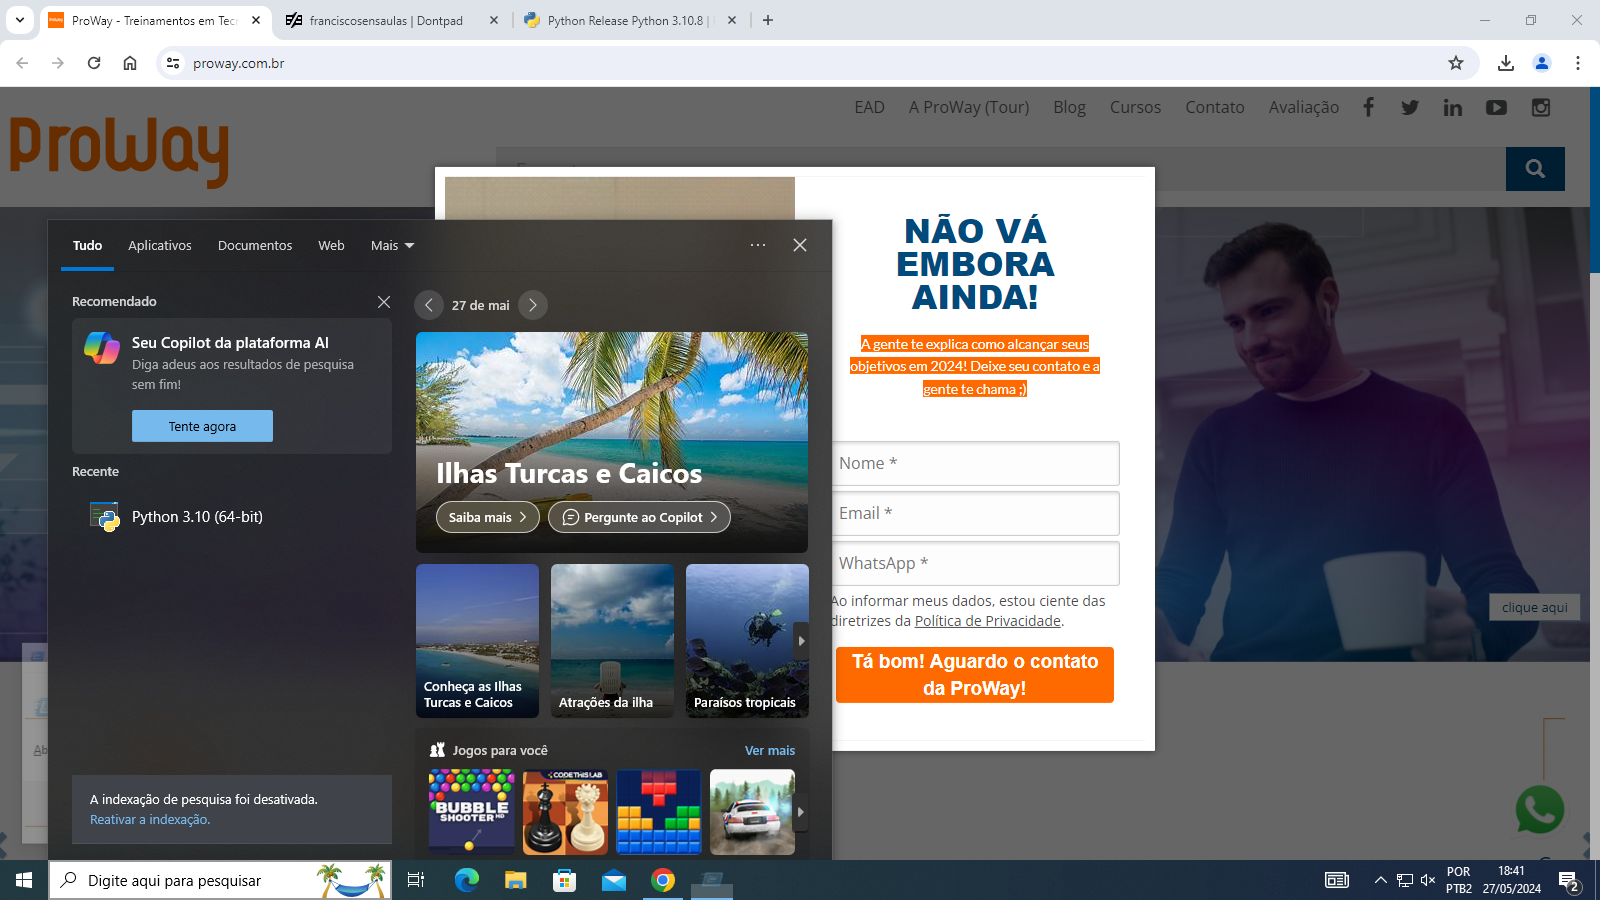 ProWay - Treinamentos em Tec
franciscosensaulas | Dontpad
Python Release Python 3.10.8 |
proway.com.br
EAD
A ProWay (Tour)
Blog
Cursos
Contato
Avaliação
ProWay
NÃO VÁ
EMBORA
AINDA!
A gente te explica como alcançar seus
objetivos em 2024! Deixe seu contato e a
gente te chama ;)
Nome *
Email *
WhatsApp *
Ao informar meus dados, estou ciente das
diretrizes da Política de Privacidade.
Tá bom! Aguardo o contato
da ProWay!
clique aqui
Tudo
Aplicativos
Documentos
Web
Mais
Recomendado
Seu Copilot da plataforma AI
Diga adeus aos resultados de pesquisa
sem fim!
Tente agora
Recente
Python 3.10 (64-bit)
A indexação de pesquisa foi desativada.
Reativar a indexação.
27 de mai
Ilhas Turcas e Caicos
Saiba mais
Pergunte ao Copilot
Conheça as Ilhas
Turcas e Caicos
Atrações da ilha
Paraísos tropicais
Jogos para você
Ver mais
BUBBLE
SHOOTER HD
CODETHISLAB
Ab
Digite aqui para pesquisar
POR
PTB2
18:41
27/05/2024
2